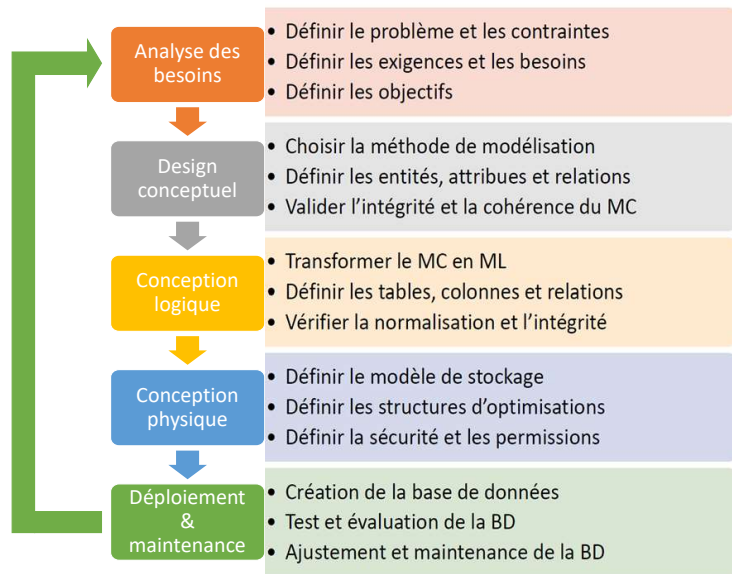 Analyse des
besoins
• Définir le problème et les contraintes
• Définir les exigences et les besoins
• Définir les objectifs
Design
conceptuel
• Choisir la méthode de modélisation
• Définir les entités, attribues et relations
• Valider l'intégrité et la cohérence du MC
Conception
logique
• Transformer le MC en ML
• Définir les tables, colonnes et relations
• Vérifier la normalisation et l'intégrité
Conception
physique
• Définir le modèle de stockage
• Définir les structures d'optimisations
• Définir la sécurité et les permissions
Déploiement
&
maintenance
• Création de la base de données
• Test et évaluation de la BD
• Ajustement et maintenance de la BD